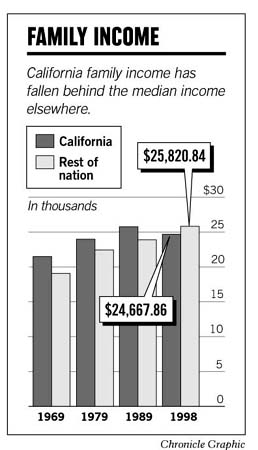 FAMILY INCOME
California family income has
fallen behind the median income
elsewhere.
California
Rest of
nation
$25,820.84
In thousands
$30
25
20
$24,667.86
15
10
5
0
1969 1979 1989 1998
Chronicle Graphic